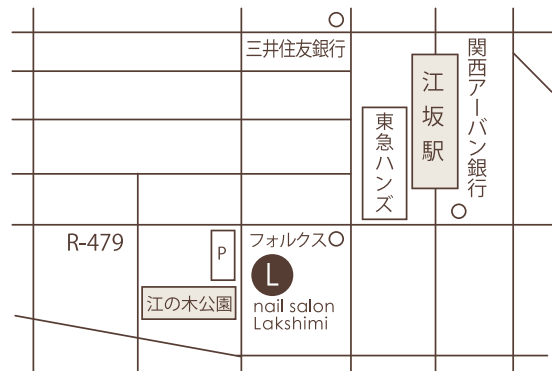 三井住友銀行
関西アーバン銀行
江坂駅
東急ハンズ
R-479
P
フォルクス
L
江の木公園
nail salon
Lakshimi